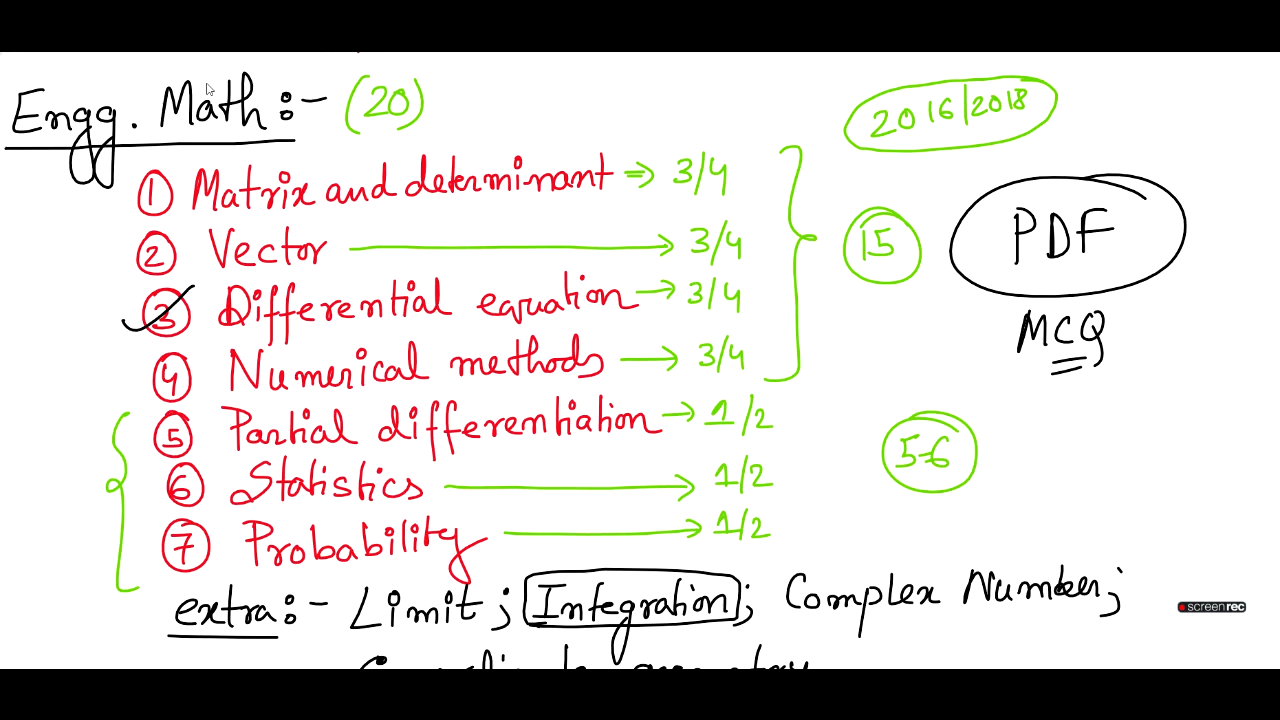 Engg. Math :- (20)
2016/2018
① Matrix and determinant ⇒ 3/4
② Vector → 3/4
15
PDF
③ Differential equation → 3/4
MCQ
④ Numerical methods → 3/4
⑤ Partial differentiation → 1/2
5-6
⑥ Statistics → 1/2
⑦ Probability → 1/2
extra :- Limit ; Integration ; Complex Number ;
screenrec